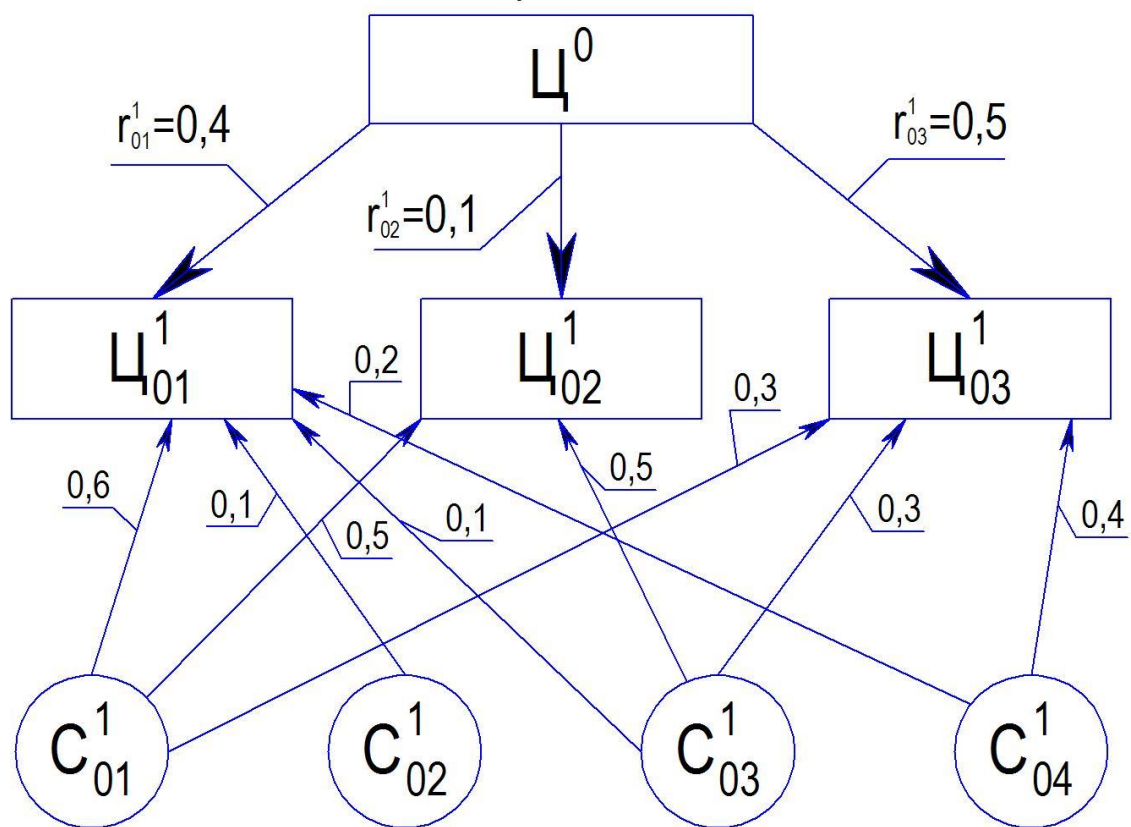 Ц⁰
r¹₀₁=0,4
r¹₀₃=0,5
r¹₀₂=0,1
Ц¹₀₁
Ц¹₀₂
Ц¹₀₃
0,2
0,3
0,6
0,1
0,5
0,1
0,5
0,3
0,4
С¹₀₁
С¹₀₂
С¹₀₃
С¹₀₄